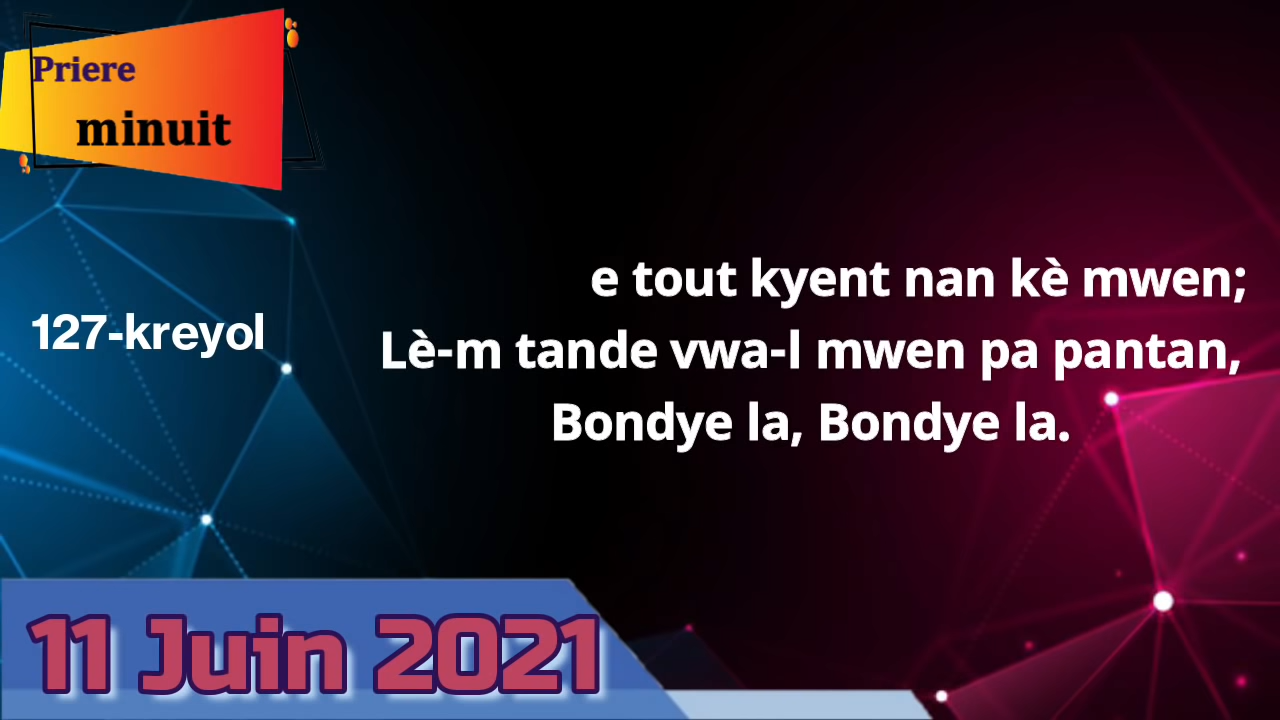 Priere
minuit
127-kreyol
e tout kyent nan kè mwen;
Lè-m tande vwa-l mwen pa pantan,
Bondye la, Bondye la.
11 Juin 2021